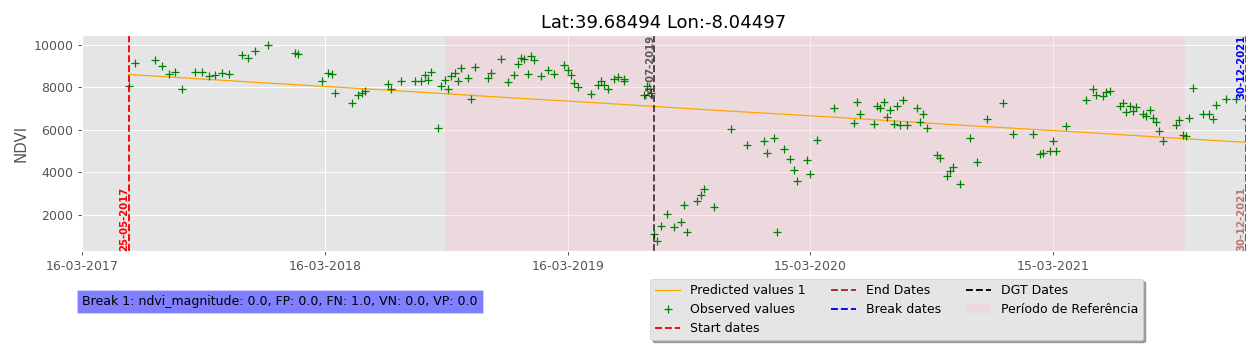 Lat:39.68494 Lon:-8.04497
10000
8000
6000
4000
2000
NDVI
25-05-2017
30-12-2021
30-12-2021
16-03-2017
16-03-2018
16-03-2019
15-03-2020
15-03-2021
Break 1: ndvi_magnitude: 0.0, FP: 0.0, FN: 1.0, VN: 0.0, VP: 0.0
Predicted values 1
Observed values
Start dates
End Dates
Break dates
DGT Dates
Período de Referência